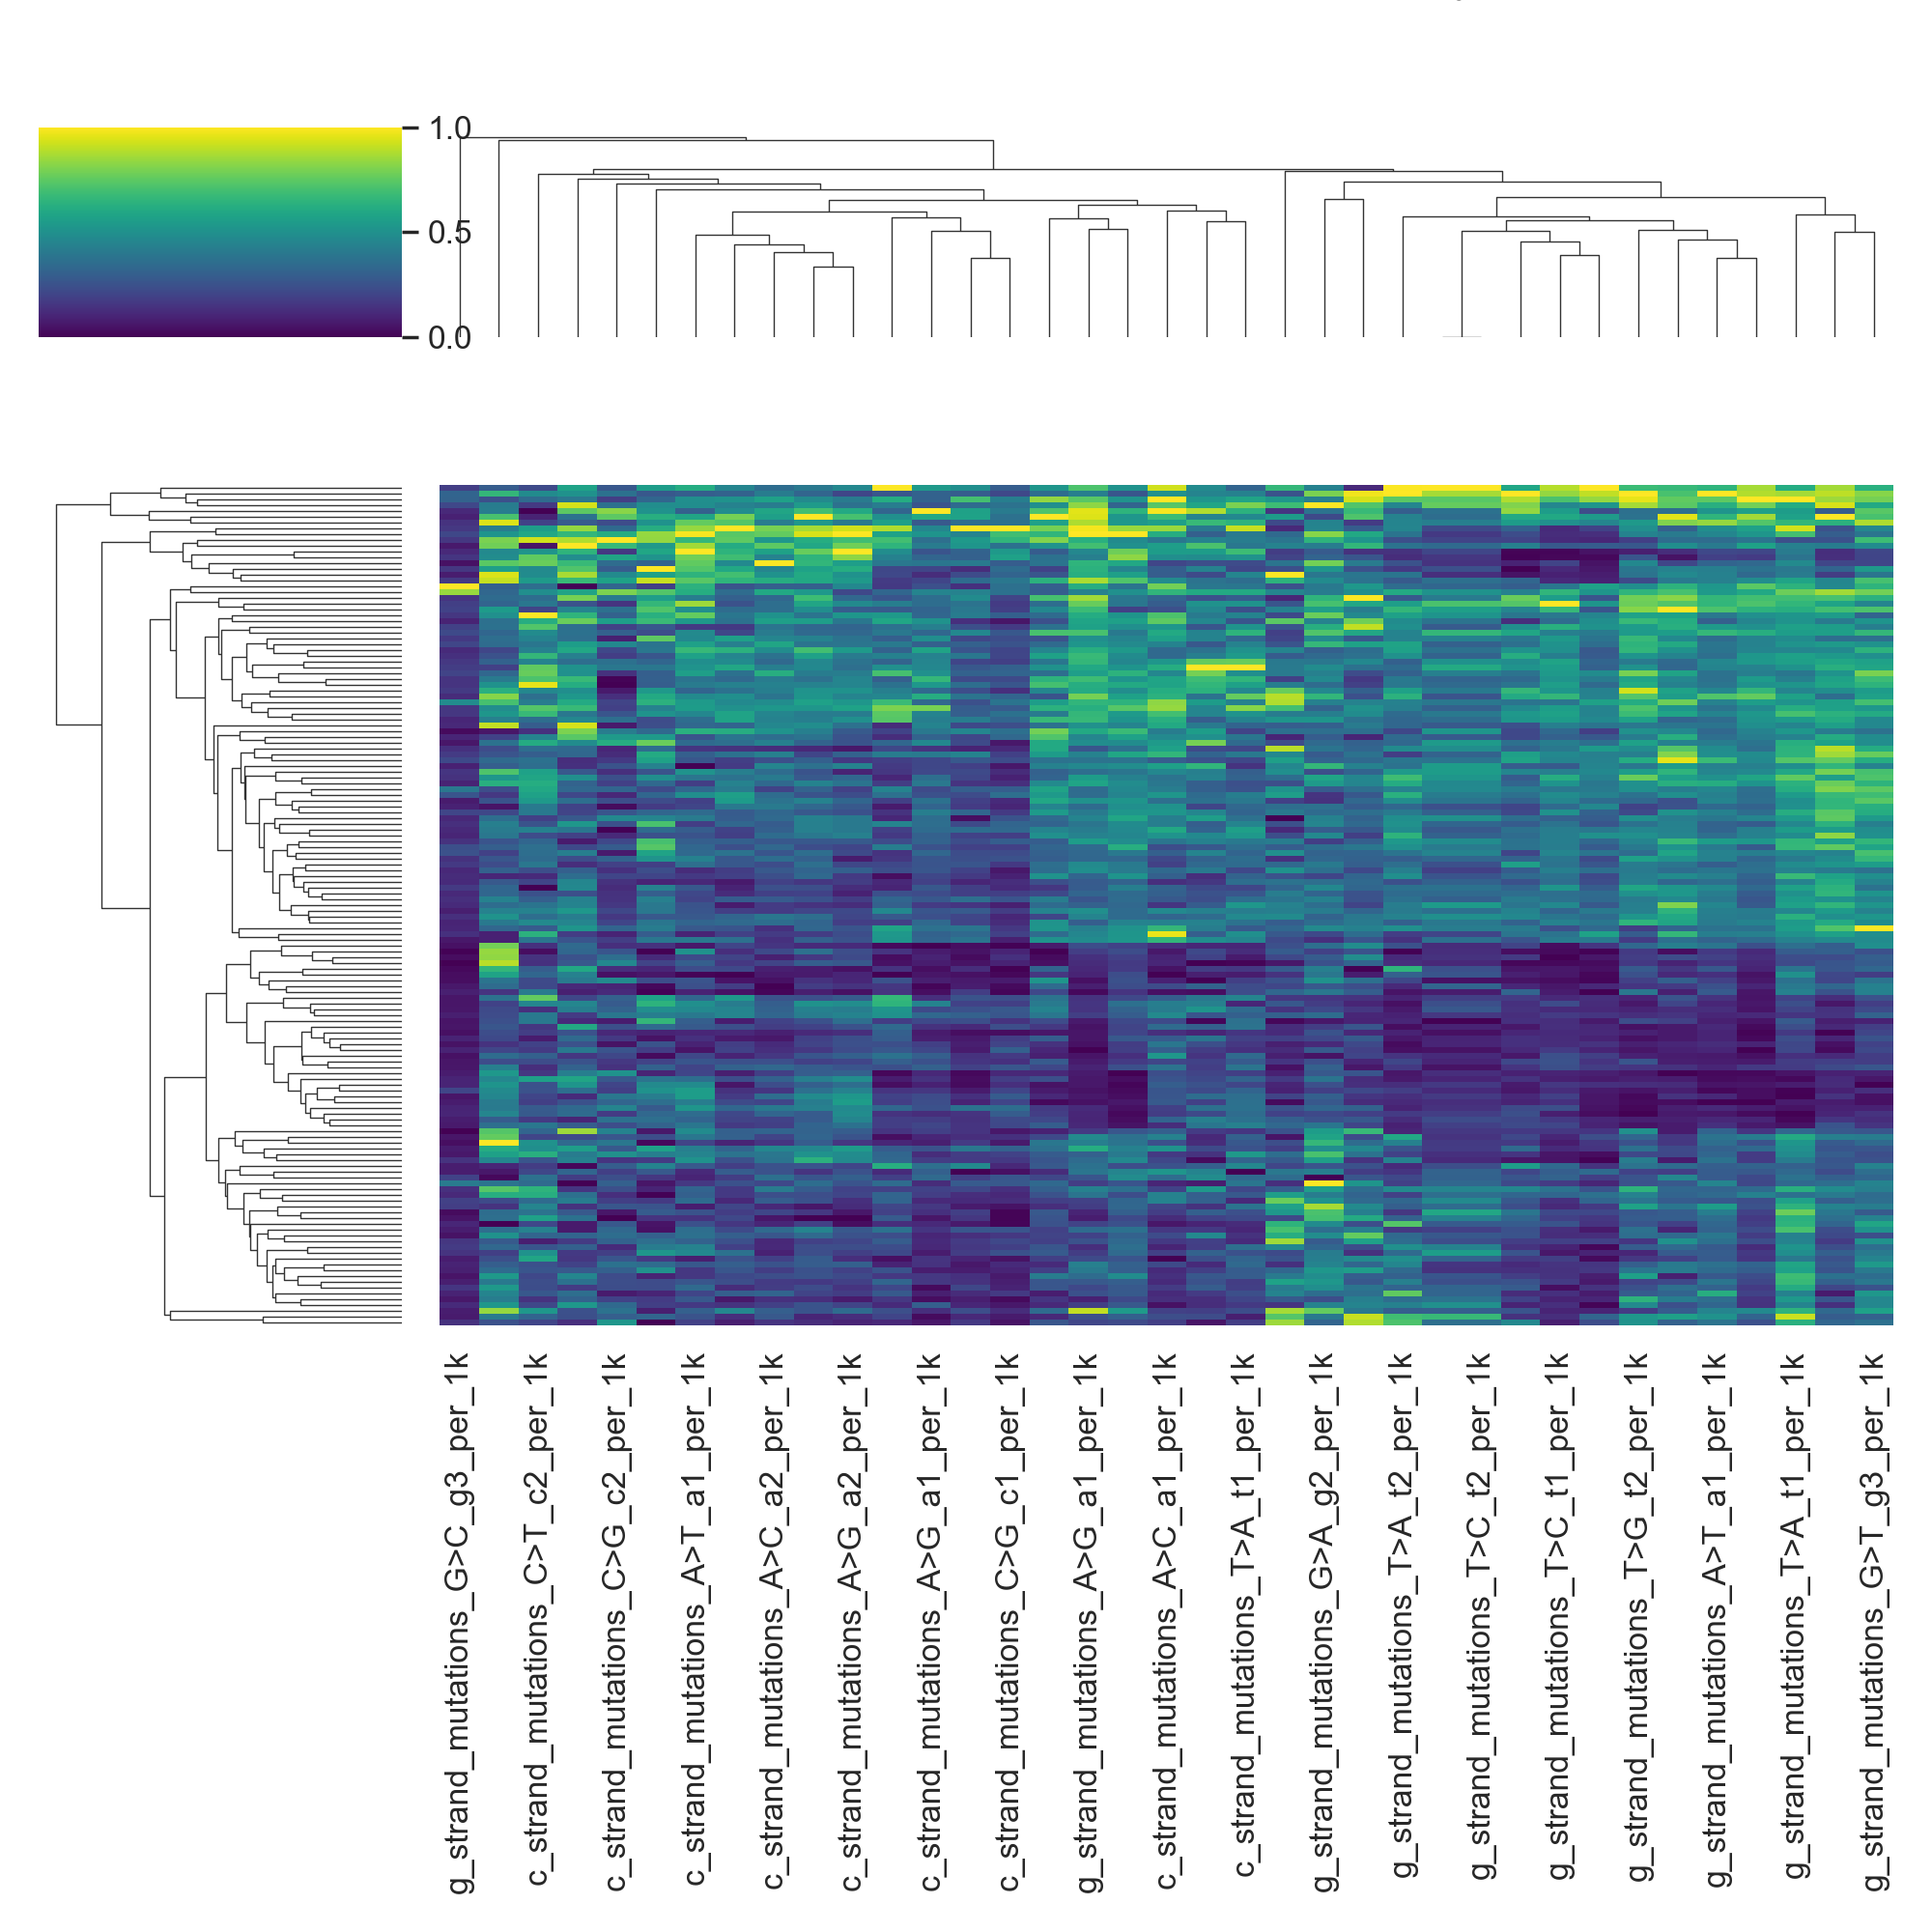 1.0
0.5
0.0
g_strand_mutations_G>C_g3_per_1k
c_strand_mutations_C>T_c2_per_1k
c_strand_mutations_C>G_c2_per_1k
c_strand_mutations_A>T_a1_per_1k
c_strand_mutations_A>C_a2_per_1k
c_strand_mutations_A>G_a2_per_1k
c_strand_mutations_A>G_a1_per_1k
c_strand_mutations_C>G_c1_per_1k
g_strand_mutations_A>G_a1_per_1k
c_strand_mutations_A>C_a1_per_1k
c_strand_mutations_T>A_t1_per_1k
g_strand_mutations_G>A_g2_per_1k
g_strand_mutations_T>A_t2_per_1k
g_strand_mutations_T>C_t2_per_1k
g_strand_mutations_T>C_t1_per_1k
g_strand_mutations_T>G_t2_per_1k
g_strand_mutations_A>T_a1_per_1k
g_strand_mutations_T>A_t1_per_1k
g_strand_mutations_G>T_g3_per_1k